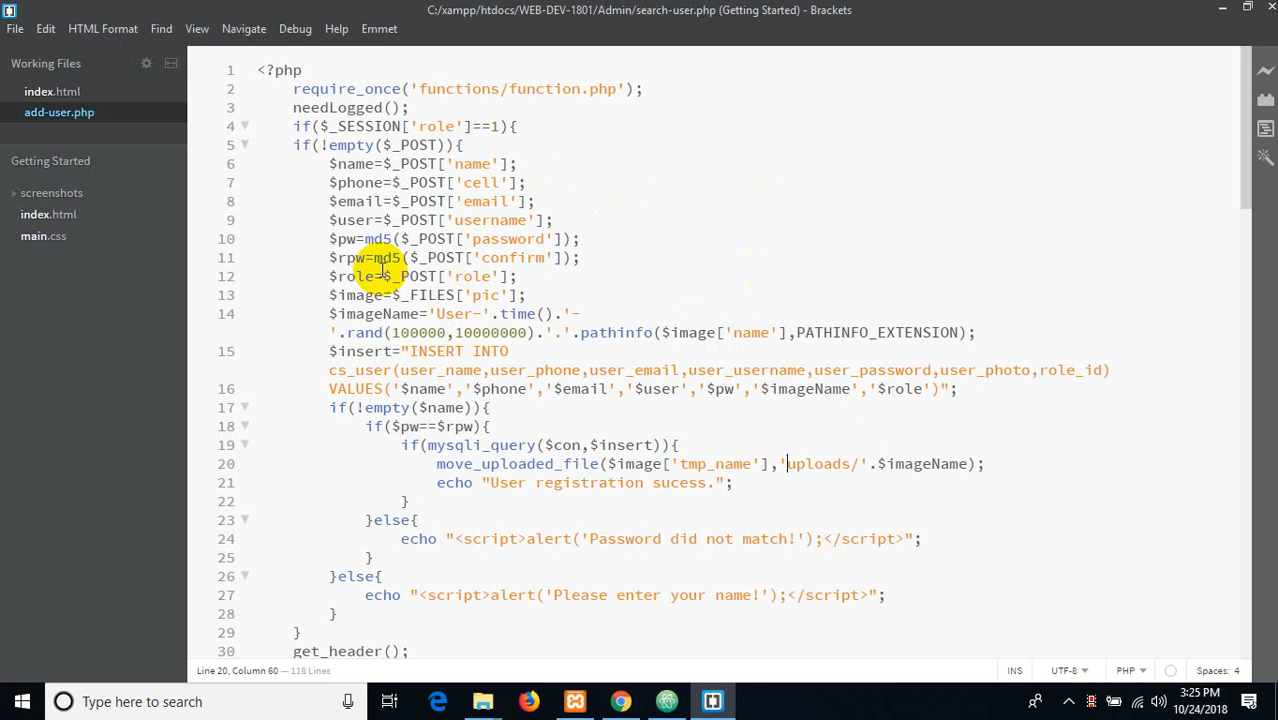 C:/xampp/htdocs/WEB-DEV-1801/Admin/search-user.php (Getting Started) - Brackets
File Edit View Navigate Debug Help Emmet
Working Files
index.html
add-user.php
Getting Started
screenshots
index.html
main.css
1 <?php
2 require_once('functions/function.php');
3 needLogged();
4 if($_SESSION['role']==1){
5 if(!empty($_POST)){
6 $name=$_POST['name'];
7 $phone=$_POST['cell'];
8 $email=$_POST['email'];
9 $user=$_POST['username'];
10 $pw=md5($_POST['password']);
11 $rpw=md5($_POST['confirm']);
12 $role=$_POST['role'];
13 $image=$_FILES['pic'];
14 $imageName='User-'.time().'-
'.rand(100000,10000000).'.'.pathinfo($image['name'],PATHINFO_EXTENSION);
15 $insert="INSERT INTO
cs_user(user_name,user_phone,user_email,user_username,user_password,user_photo,role_id)
16 VALUES('$name','$phone','$email','$user','$pw','$imageName','$role')";
17 if(!empty($name)){
18 if($pw==$rpw){
19 if(mysqli_query($con,$insert)){
20 move_uploaded_file($image['tmp_name'],'uploads/'.$imageName);
21 echo "User registration sucess.";
22 }
23 }else{
24 echo "<script>alert('Password did not match!');</script>";
25 }
26 }else{
27 echo "<script>alert('Please enter your name!');</script>";
28 }
29 }
30 get_header();
Line 20, Column 60 — 118 Lines
INS UTF-8 PHP Spaces: 4
Type here to search
3:25 PM
10/24/2018